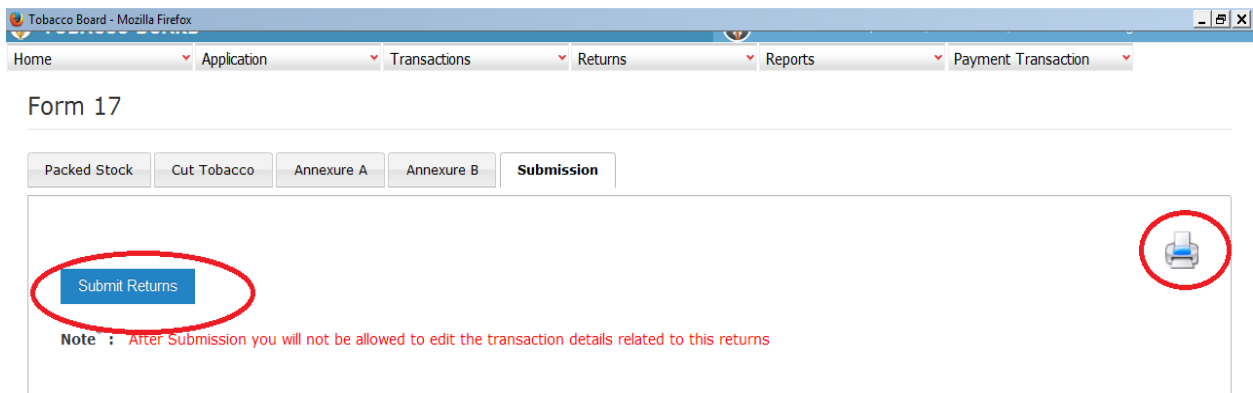 Tobacco Board - Mozilla Firefox
TOBACCO BOARD
Home Application Transactions Returns Reports Payment Transaction
Form 17
Packed Stock Cut Tobacco Annexure A Annexure B Submission
Submit Returns
Note : After Submission you will not be allowed to edit the transaction details related to this returns